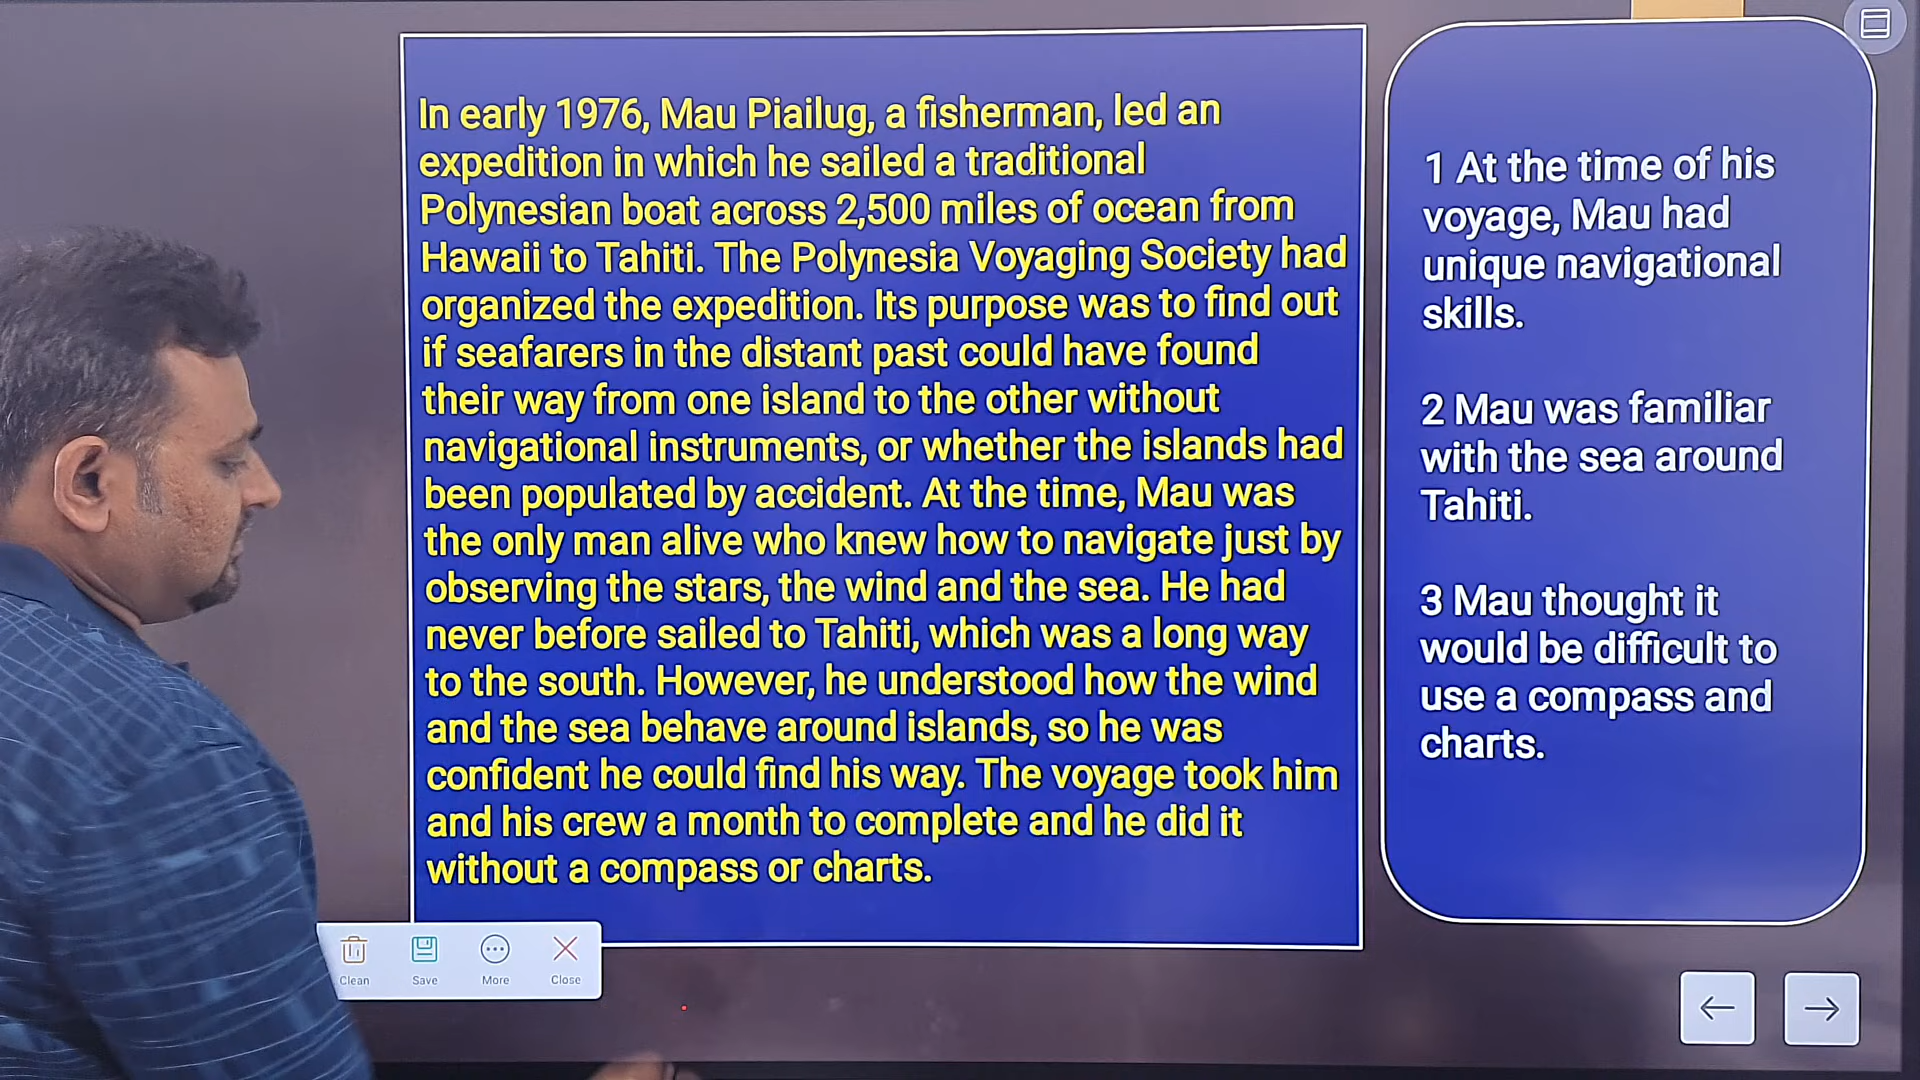 In early 1976, Mau Piailug, a fisherman, led an
expedition in which he sailed a traditional
Polynesian boat across 2,500 miles of ocean from
Hawaii to Tahiti. The Polynesia Voyaging Society had
organized the expedition. Its purpose was to find out
if seafarers in the distant past could have found
their way from one island to the other without
navigational instruments, or whether the islands had
been populated by accident. At the time, Mau was
the only man alive who knew how to navigate just by
observing the stars, the wind and the sea. He had
never before sailed to Tahiti, which was a long way
to the south. However, he understood how the wind
and the sea behave around islands, so he was
confident he could find his way. The voyage took him
and his crew a month to complete and he did it
without a compass or charts.
1 At the time of his
voyage, Mau had
unique navigational
skills.
2 Mau was familiar
with the sea around
Tahiti.
3 Mau thought it
would be difficult to
use a compass and
charts.
Clean
Save
More
Close